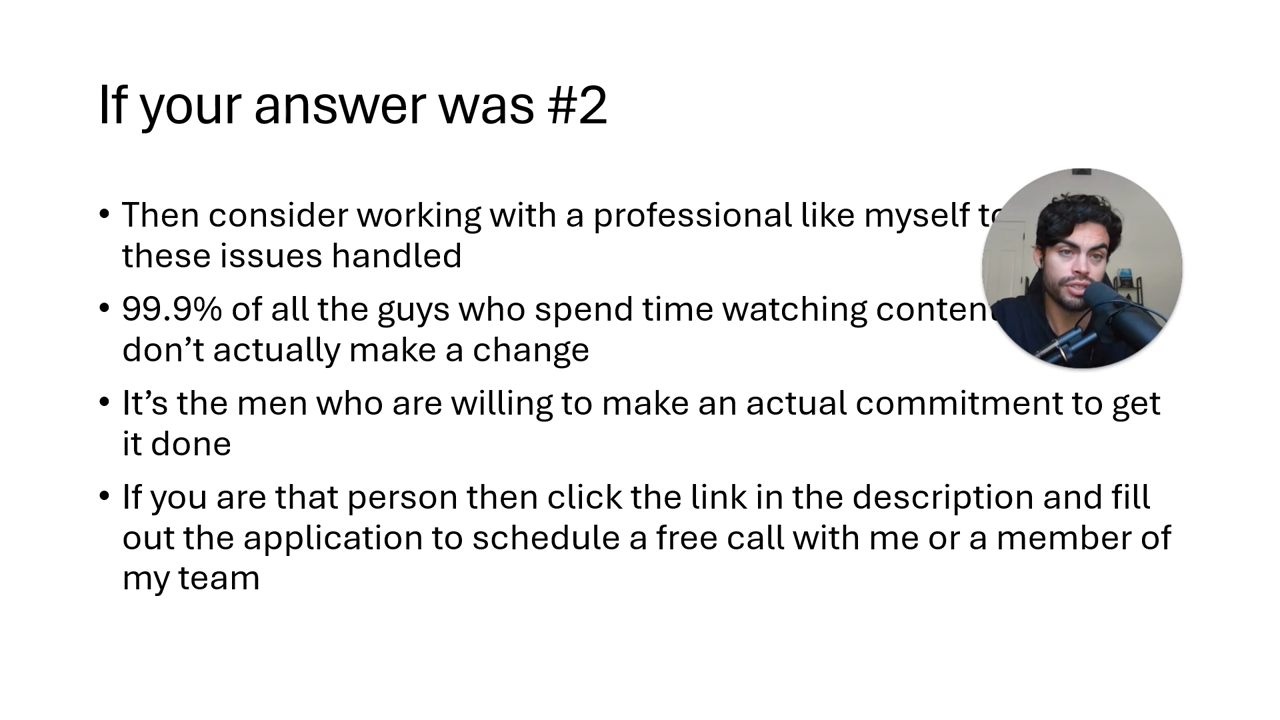 If your answer was #2
• Then consider working with a professional like myself
these issues handled
• 99.9% of all the guys who spend time watching content
don’t actually make a change
• It’s the men who are willing to make an actual commitment to get
it done
• If you are that person then click the link in the description and fill
out the application to schedule a free call with me or a member of
my team